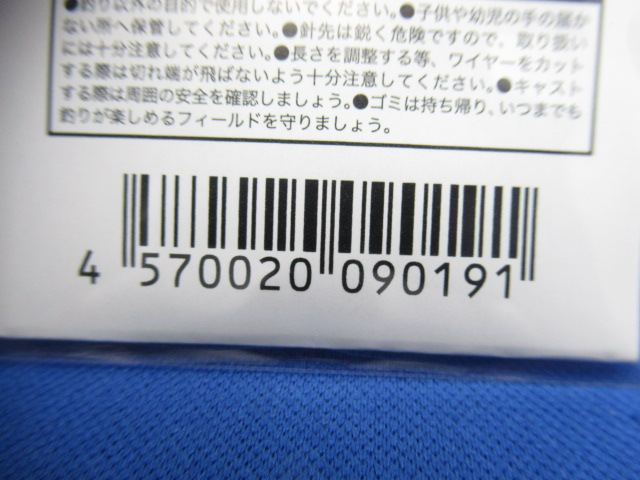 ●釣り以外の目的で使用しないでください。●子供や幼児の手の届か
ない所へ保管してください。●針先は鋭く危険ですので、取り扱い
には十分注意してください。●長さを調整する等、ワイヤーをカット
する際は切れ端が飛ばないよう十分注意してください。●キャスト
する際は周囲の安全を確認しましょう。●ゴミは持ち帰り、いつまでも
釣りが楽しめるフィールドを守りましょう。
4 570020 090191